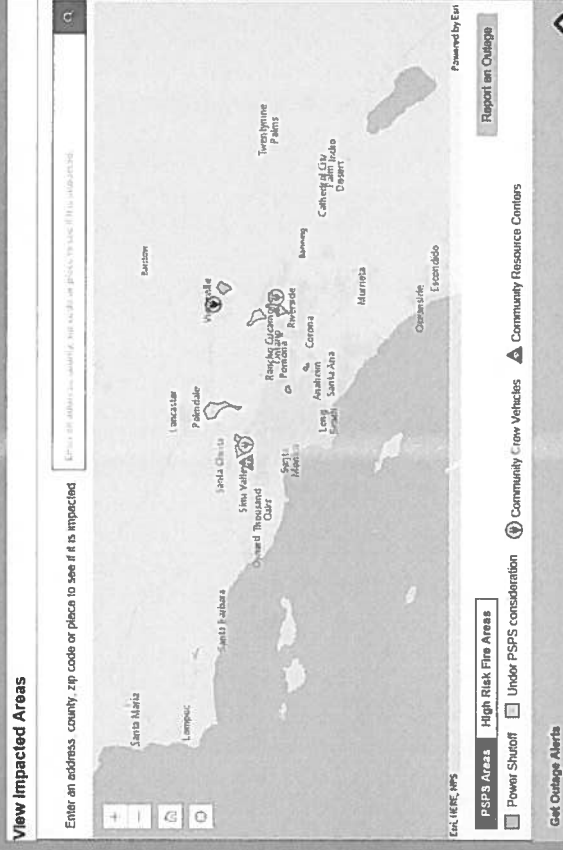 View Impacted Areas
Enter an address, county, zip code or place to see if it is impacted
Santa Maria
Lompoc
Santa Barbara
Lancaster
Palmdale
Santa Clarita
Simi Valley
Oxnard Thousand Oaks
Santa Monica
Barstow
Rancho Cucamonga
Ontario
Pomona
Riverside
Corona
Anaheim
Santa Ana
Long Beach
Banning
Murrieta
Oceanside
Escondido
Twentynine Palms
Cathedral City
Palm Desert
Indio
Esri, HERE, NPS
Powered by Esri
PSPS Areas
High Risk Fire Areas
Report an Outage
Power Shutoff
Under PSPS consideration
Community Crew Vehicles
Community Resource Centers
Get Outage Alerts